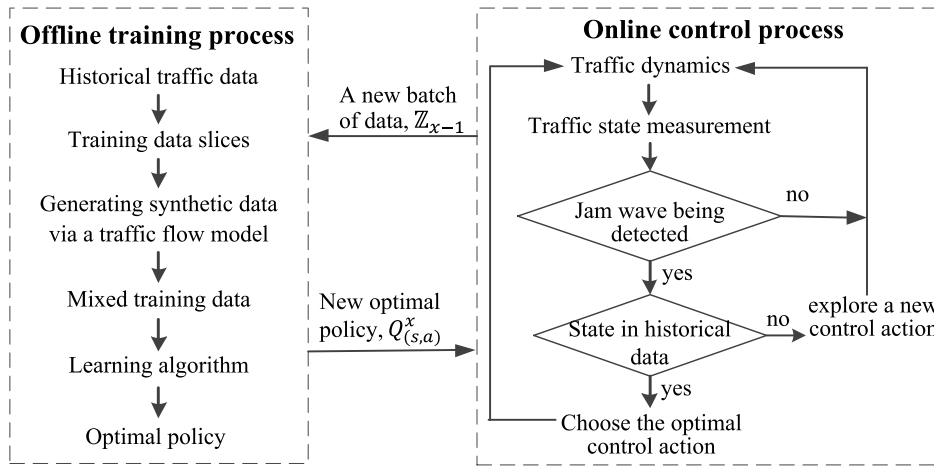 Offline training process
Historical traffic data
Training data slices
Generating synthetic data
via a traffic flow model
Mixed training data
Learning algorithm
Optimal policy
A new batch
of data, ℤ_{x−1}
New optimal
policy, Q^x_{(s,a)}
Online control process
Traffic dynamics
Traffic state measurement
Jam wave being
detected
no
yes
State in historical
data
no
explore a new
control action
yes
Choose the optimal
control action